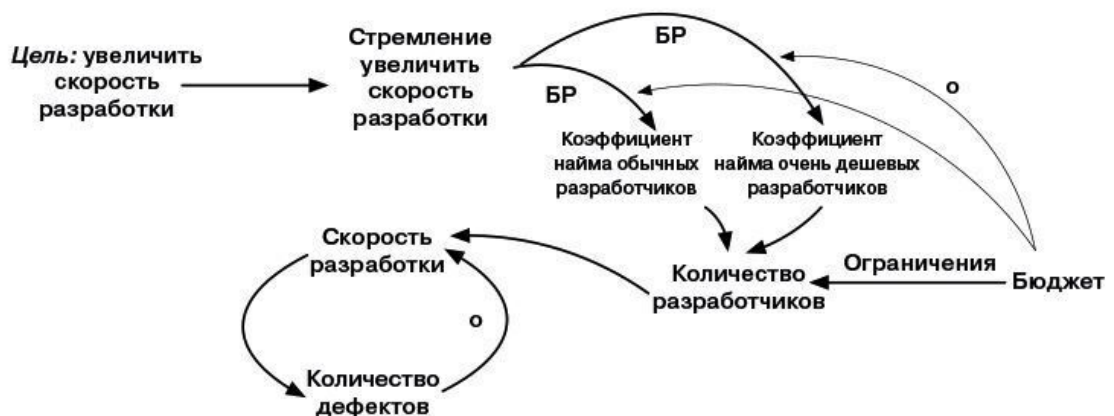 Цель: увеличить
скорость
разработки
Стремление
увеличить
скорость
разработки
БР
БР
о
Коэффициент
найма обычных
разработчиков
Коэффициент
найма очень дешевых
разработчиков
Скорость
разработки
Количество
разработчиков
Ограничения
Бюджет
о
Количество
дефектов